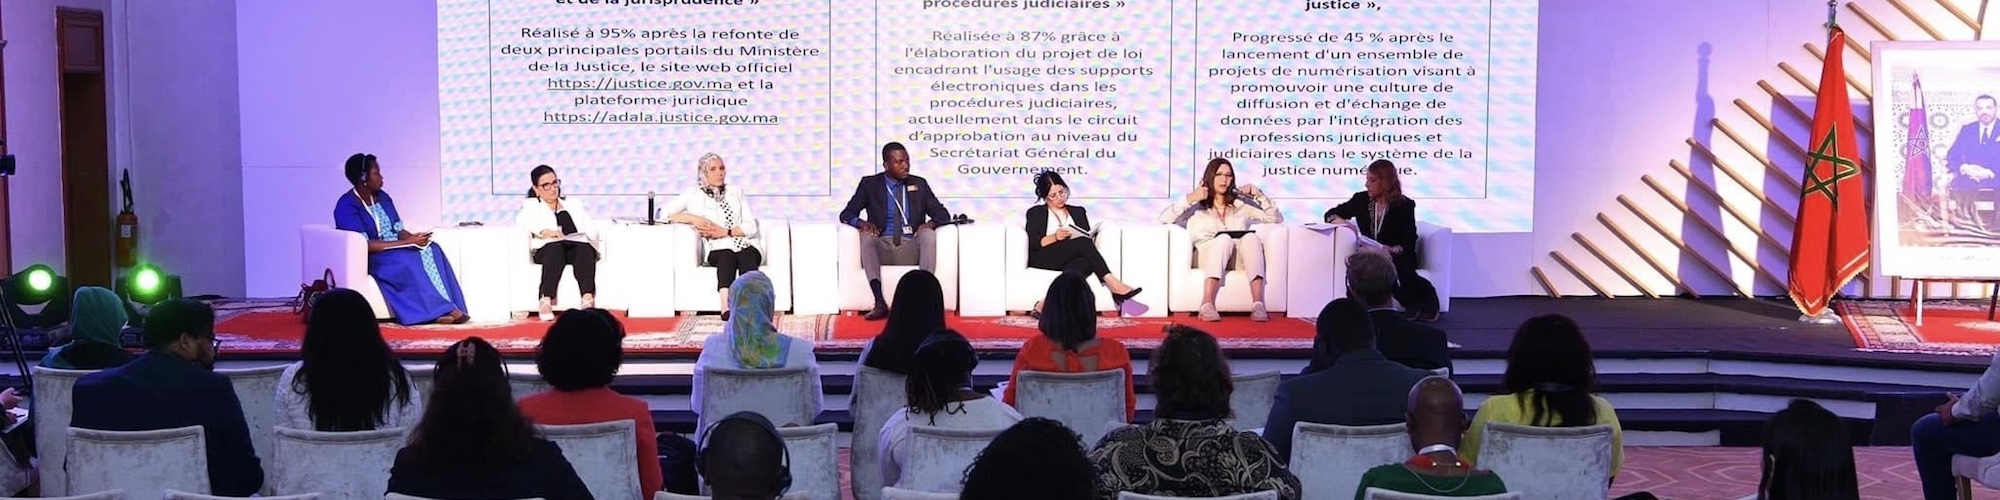 et de la jurisprudence »
Réalisé à 95% après la refonte de
deux principales portails du Ministère
de la Justice, le site web officiel
https://justice.gov.ma et la
plateforme juridique
https://adala.justice.gov.ma
procédures judiciaires »
Réalisée à 87% grâce à
l'élaboration du projet de loi
encadrant l'usage des supports
électroniques dans les
procédures judiciaires,
actuellement dans le circuit
d'approbation au niveau du
Secrétariat Général du
Gouvernement.
justice »,
Progressé de 45 % après le
lancement d'un ensemble de
projets de numérisation visant à
promouvoir une culture de
diffusion et d'échange de
données par l'intégration des
professions juridiques et
judiciaires dans le système de la
justice